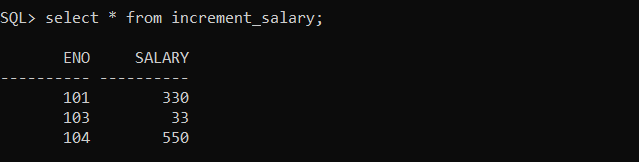 SQL> select * from increment_salary;
       ENO     SALARY
---------- ----------
       101        330
       103         33
       104        550